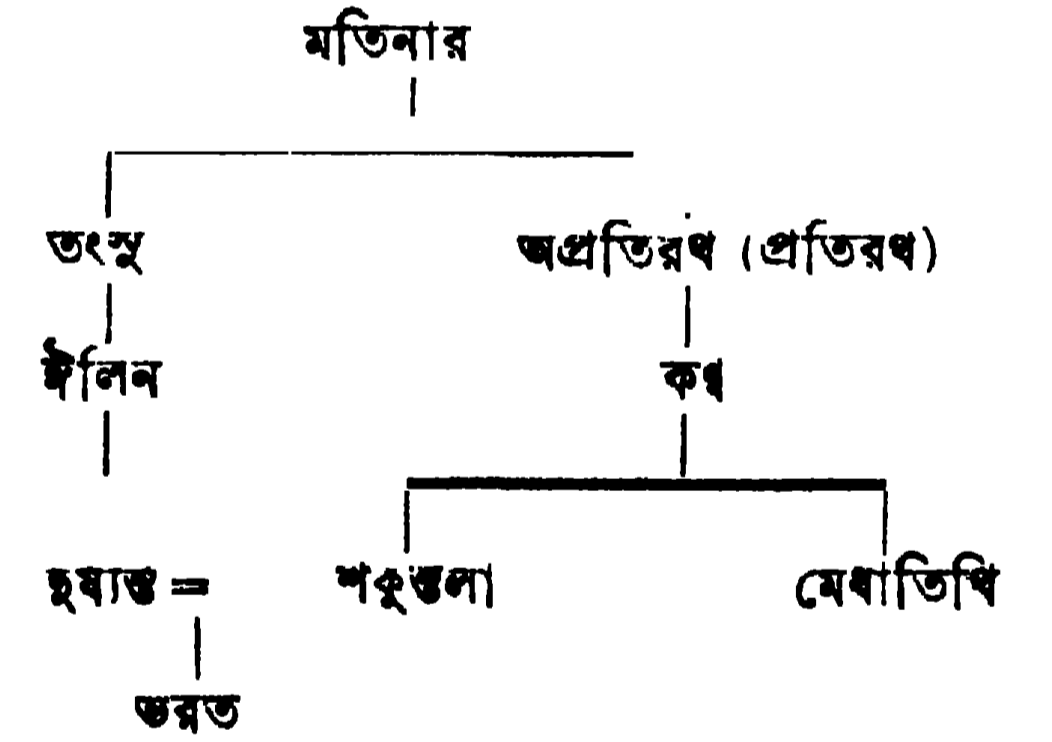 মতিনার
তংসু অপ্রতিরথ (প্রতিরথ)
ঈলিন কণ্ব
দুষ্যন্ত = শকুন্তলা মেধাতিথি
ভরত